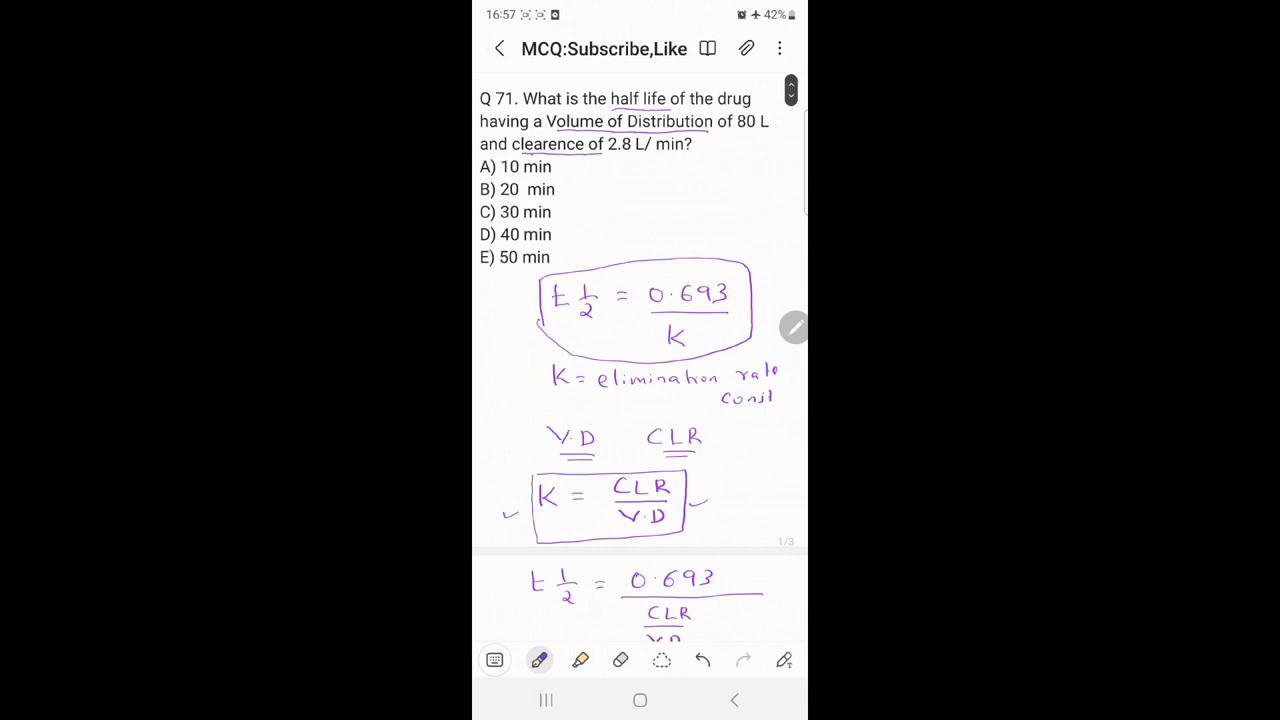 16:57
42%
MCQ:Subscribe,Like
Q 71. What is the half life of the drug
having a Volume of Distribution of 80 L
and clearence of 2.8 L/ min?
A) 10 min
B) 20 min
C) 30 min
D) 40 min
E) 50 min
t 1/2 = 0.693 / K
K = elimination rate
const
V.D CLR
K = CLR / V.D
1/3
t 1/2 = 0.693
CLR
V.D